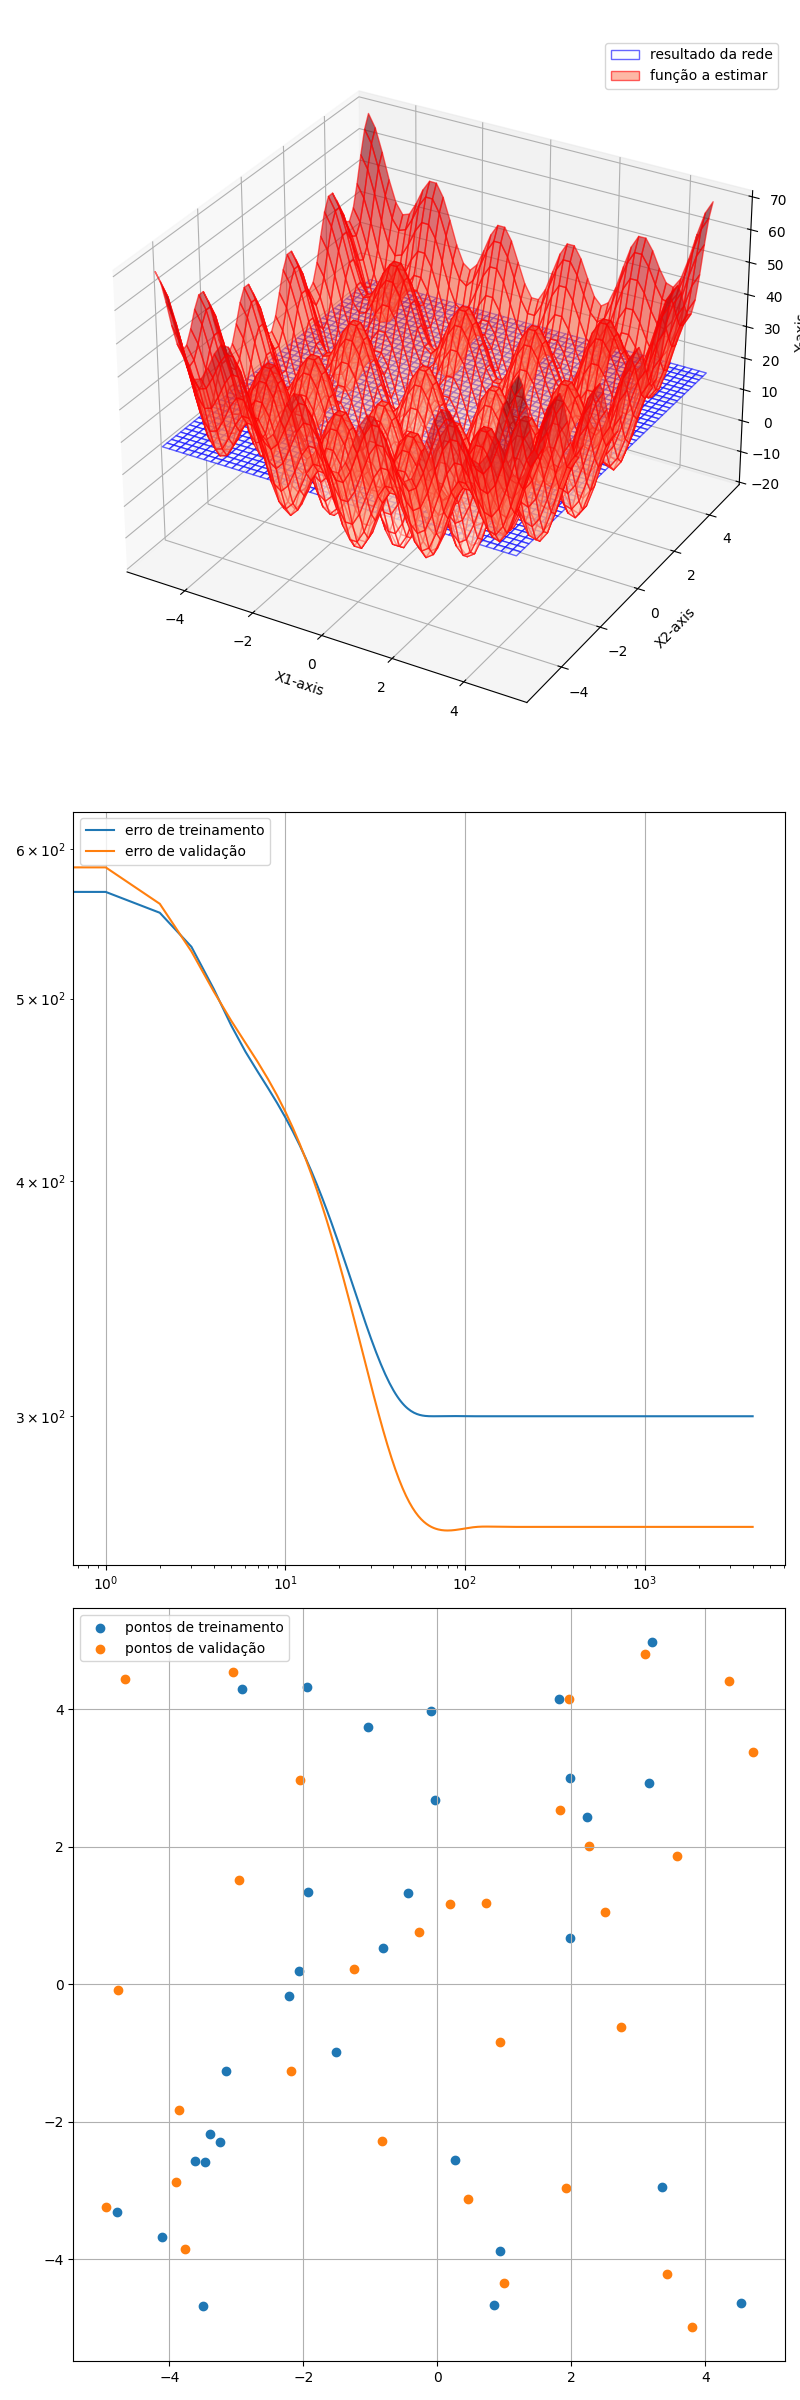 resultado da rede
função a estimar
70
60
50
40
30
20
10
0
−10
−20
−4
−2
0
2
4
X1-axis
−4
−2
0
2
4
X2-axis
erro de treinamento
erro de validação
6 × 10²
5 × 10²
4 × 10²
3 × 10²
10⁰ 10¹ 10² 10³
pontos de treinamento
pontos de validação
4
2
0
−2
−4
−4 −2 0 2 4